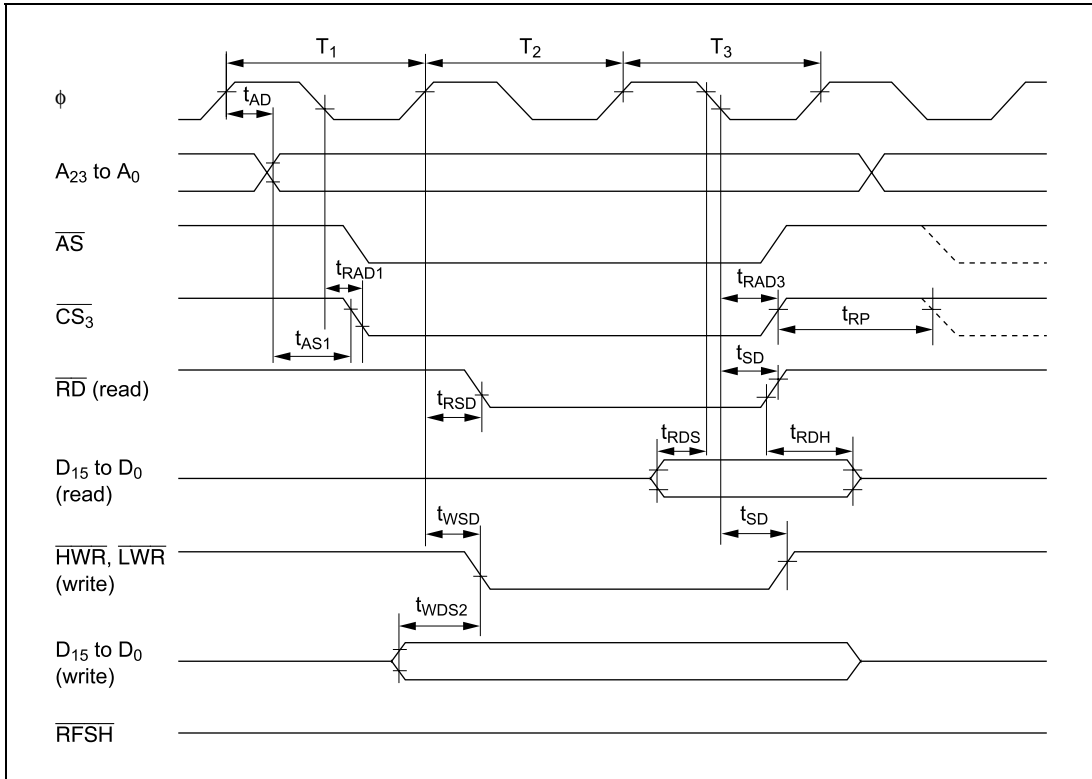 T1 T2 T3
φ
tAD
A23 to A0
AS
tRAD1 tRAD3
CS3
tRP
tAS1
tSD
RD (read)
tRSD
tRDS tRDH
D15 to D0
(read)
tWSD tSD
HWR, LWR
(write)
tWDS2
D15 to D0
(write)
RFSH